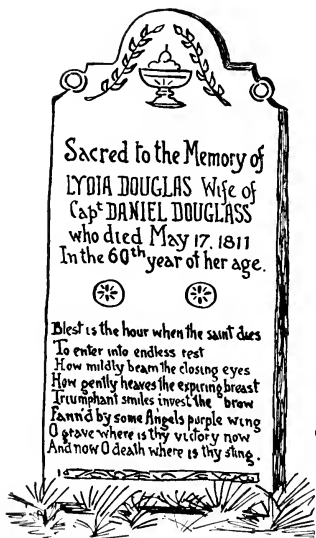 Sacred to the Memory of
LYDIA DOUGLAS Wife of
Capt DANIEL DOUGLASS
who died May 17. 1811
In the 60th year of her age.
Blest is the hour when the saint dies
To enter into endless rest
How mildly beam the closing eyes
How gently heaves the expiring breast
Triumphant smiles invest the brow
Fann'd by some Angels purple wing
O grave where is thy victory now
And now O death where is thy sting.